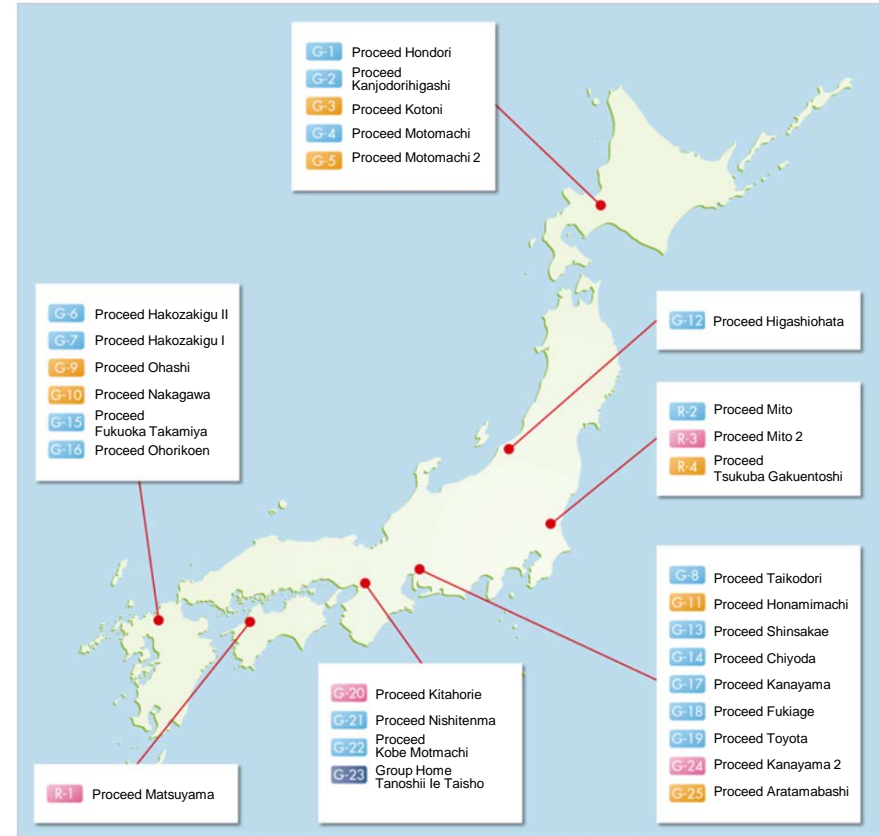 G-1 Proceed Hondori
G-2 Proceed
Kanjodorihigashi
G-3 Proceed Kotoni
G-4 Proceed Motomachi
G-5 Proceed Motomachi 2
G-6 Proceed Hakozakigu II
G-7 Proceed Hakozakigu I
G-9 Proceed Ohashi
G-10 Proceed Nakagawa
G-15 Proceed
Fukuoka Takamiya
G-16 Proceed Ohorikoen
G-12 Proceed Higashiohata
R-2 Proceed Mito
R-3 Proceed Mito 2
R-4 Proceed
Tsukuba Gakuentoshi
G-8 Proceed Taikodori
G-11 Proceed Honamimachi
G-13 Proceed Shinsakae
G-14 Proceed Chiyoda
G-17 Proceed Kanayama
G-18 Proceed Fukiage
G-19 Proceed Toyota
G-24 Proceed Kanayama 2
G-25 Proceed Aratamabashi
G-20 Proceed Kitahorie
G-21 Proceed Nishitenma
G-22 Proceed
Kobe Motmachi
G-23 Group Home
Tanoshii Ie Taisho
R-1 Proceed Matsuyama